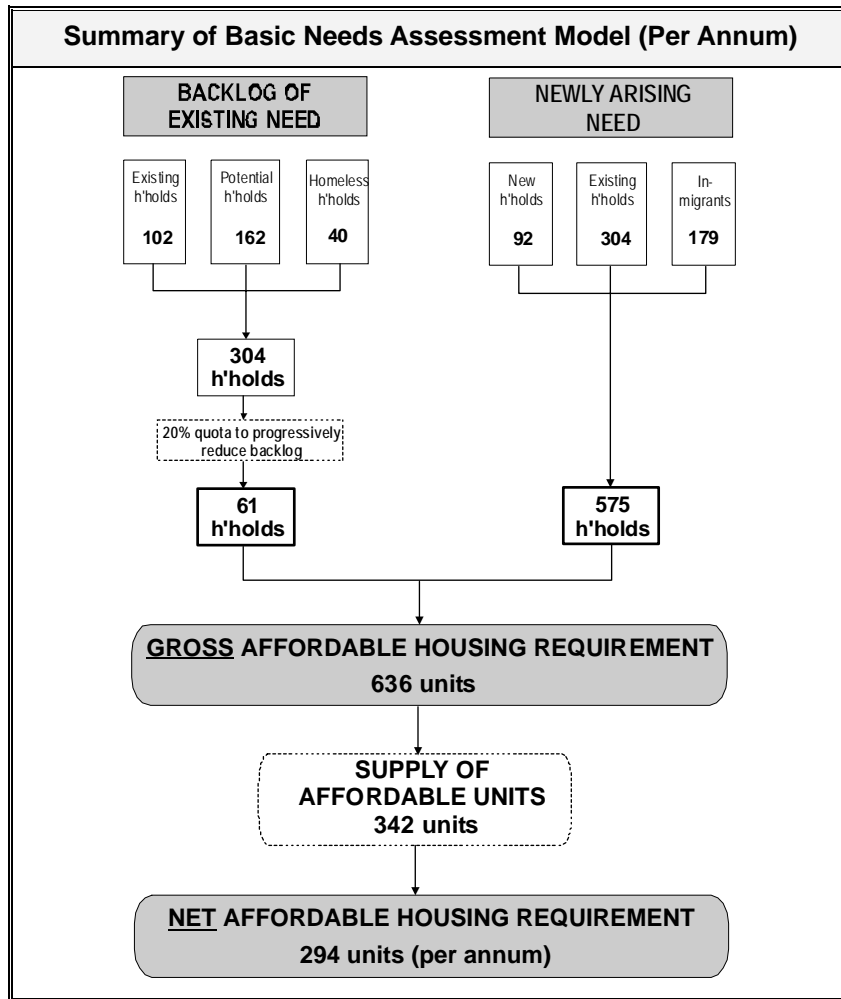 Summary of Basic Needs Assessment Model (Per Annum)
BACKLOG OF
EXISTING NEED
NEWLY ARISING
NEED
Existing
h'holds
102
Potential
h'holds
162
Homeless
h'holds
40
New
h'holds
92
Existing
h'holds
304
In-
migrants
179
304
h'holds
20% quota to progressively
reduce backlog
61
h'holds
575
h'holds
GROSS AFFORDABLE HOUSING REQUIREMENT
636 units
SUPPLY OF
AFFORDABLE UNITS
342 units
NET AFFORDABLE HOUSING REQUIREMENT
294 units (per annum)